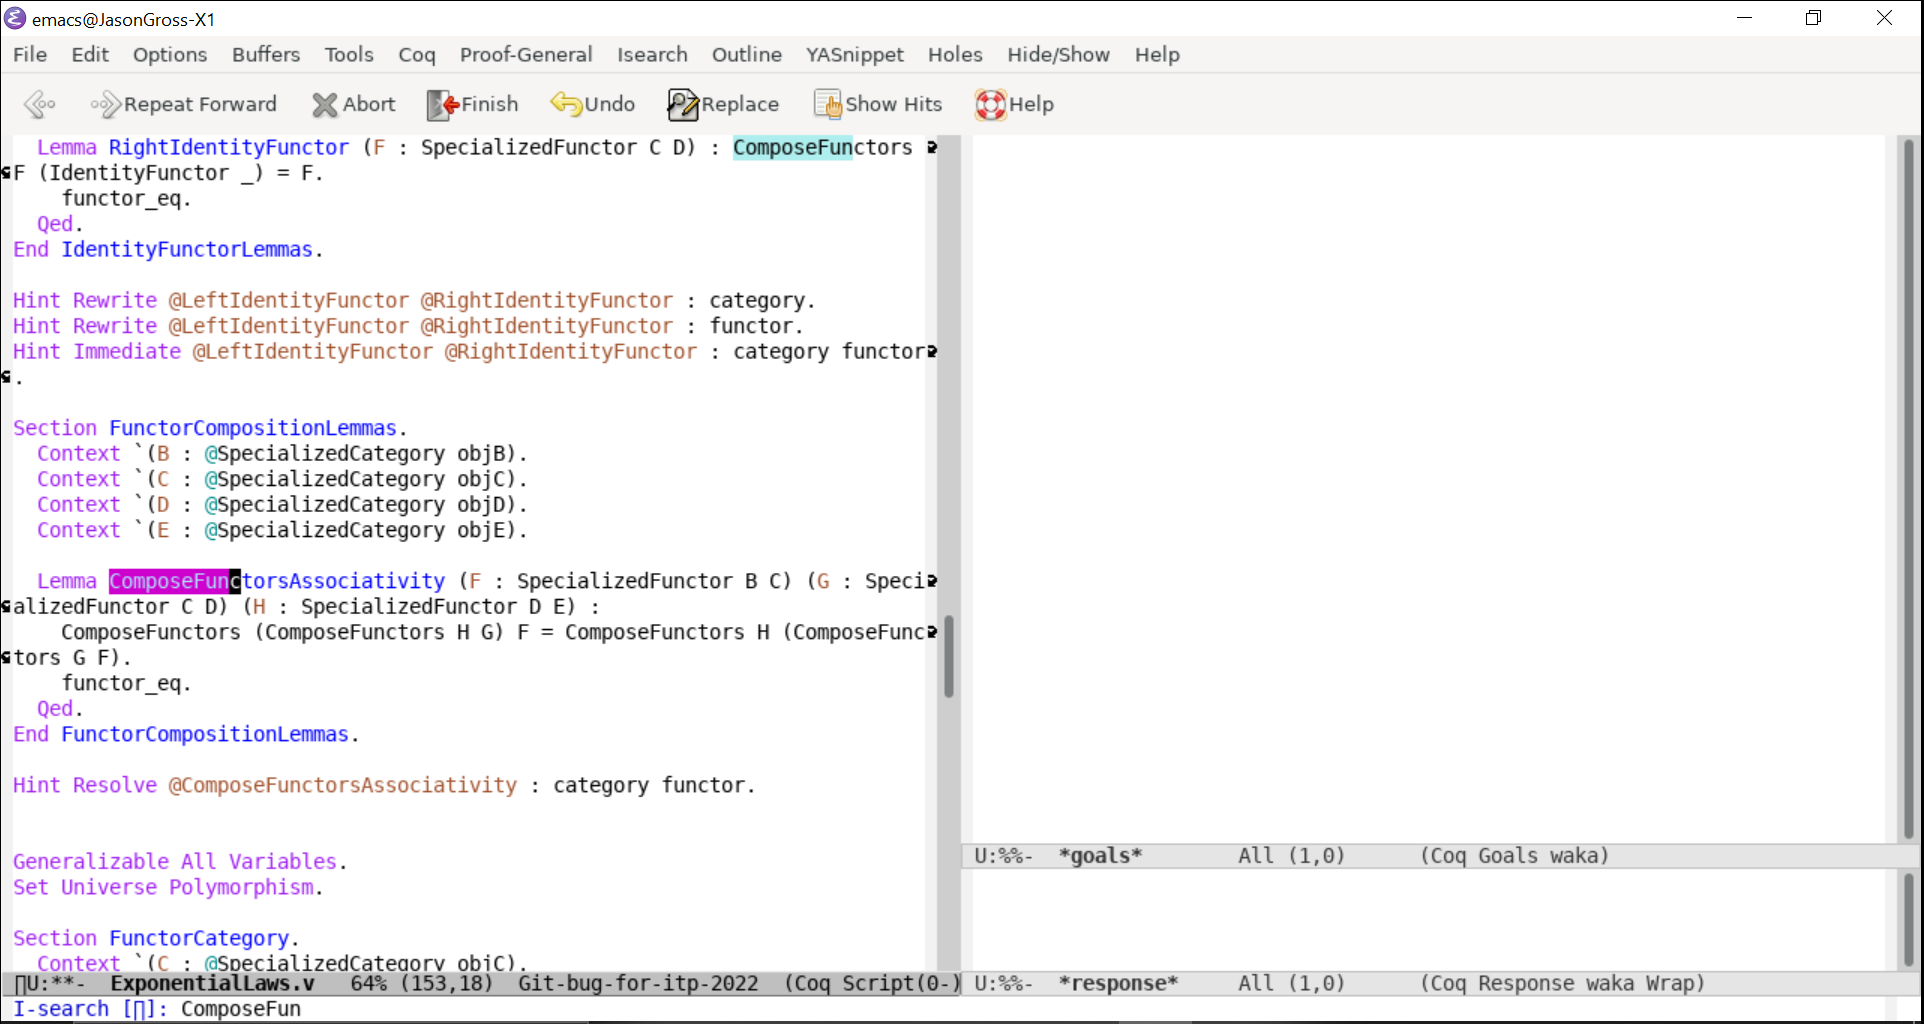 emacs@JasonGross-X1
File Edit Options Buffers Tools Coq Proof-General Isearch Outline YASnippet Holes Hide/Show Help
Repeat Forward Abort Finish Undo Replace Show Hits Help
Lemma RightIdentityFunctor (F : SpecializedFunctor C D) : ComposeFunctors
F (IdentityFunctor _) = F.
functor_eq.
Qed.
End IdentityFunctorLemmas.
Hint Rewrite @LeftIdentityFunctor @RightIdentityFunctor : category.
Hint Rewrite @LeftIdentityFunctor @RightIdentityFunctor : functor.
Hint Immediate @LeftIdentityFunctor @RightIdentityFunctor : category functor
.
Section FunctorCompositionLemmas.
Context `(B : @SpecializedCategory objB).
Context `(C : @SpecializedCategory objC).
Context `(D : @SpecializedCategory objD).
Context `(E : @SpecializedCategory objE).
Lemma ComposeFunctorsAssociativity (F : SpecializedFunctor B C) (G : Speci
alizedFunctor C D) (H : SpecializedFunctor D E) :
ComposeFunctors (ComposeFunctors H G) F = ComposeFunctors H (ComposeFunc
tors G F).
functor_eq.
Qed.
End FunctorCompositionLemmas.
Hint Resolve @ComposeFunctorsAssociativity : category functor.
Generalizable All Variables.
Set Universe Polymorphism.
Section FunctorCategory.
Context `(C : @SpecializedCategory objC).
∏U:**- ExponentialLaws.v 64% (153,18) Git-bug-for-itp-2022 (Coq Script(0-)
I-search [∏]: ComposeFun
U:%%- *goals* All (1,0) (Coq Goals waka)
U:%%- *response* All (1,0) (Coq Response waka Wrap)